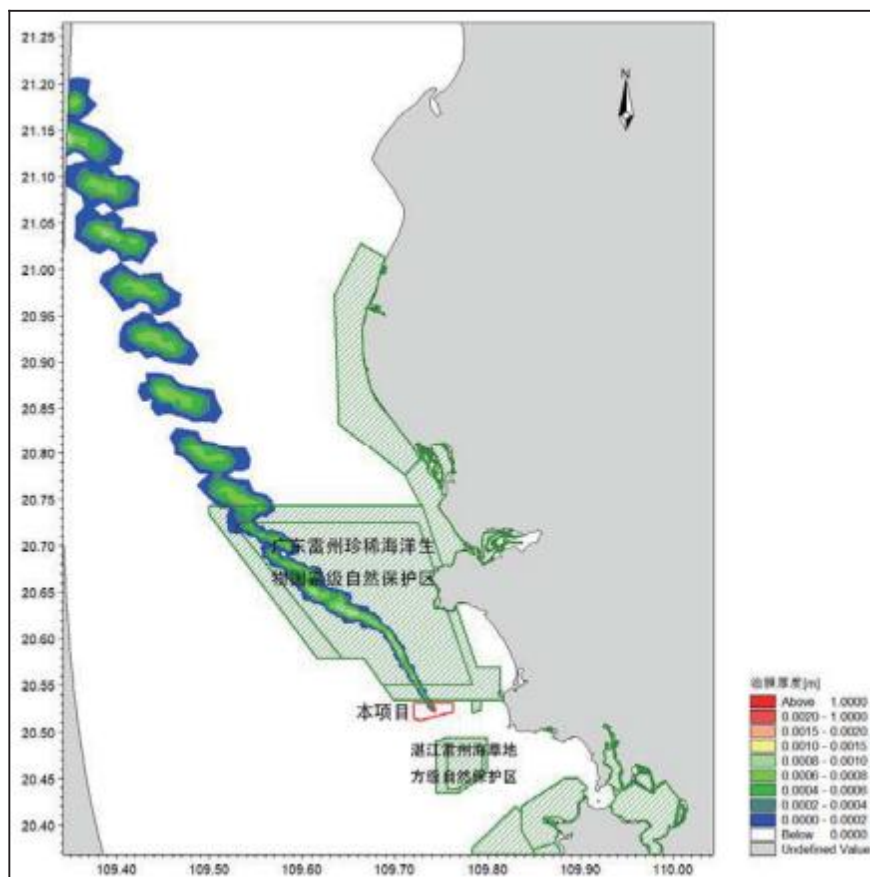 21.25
21.20
21.15
21.10
21.05
21.00
20.95
20.90
20.85
20.80
20.75
20.70
20.65
20.60
20.55
20.50
20.45
20.40
109.40 109.50 109.60 109.70 109.80 109.90 110.00
N
广东雷州珍稀海洋生
物国家级自然保护区
本项目
湛江雷州海草地
方级自然保护区
油膜厚度[m]
Above 1.0000
0.0020 - 1.0000
0.0015 - 0.0020
0.0010 - 0.0015
0.0008 - 0.0010
0.0006 - 0.0008
0.0004 - 0.0006
0.0002 - 0.0004
0.0000 - 0.0002
Below 0.0000
Undefined Value